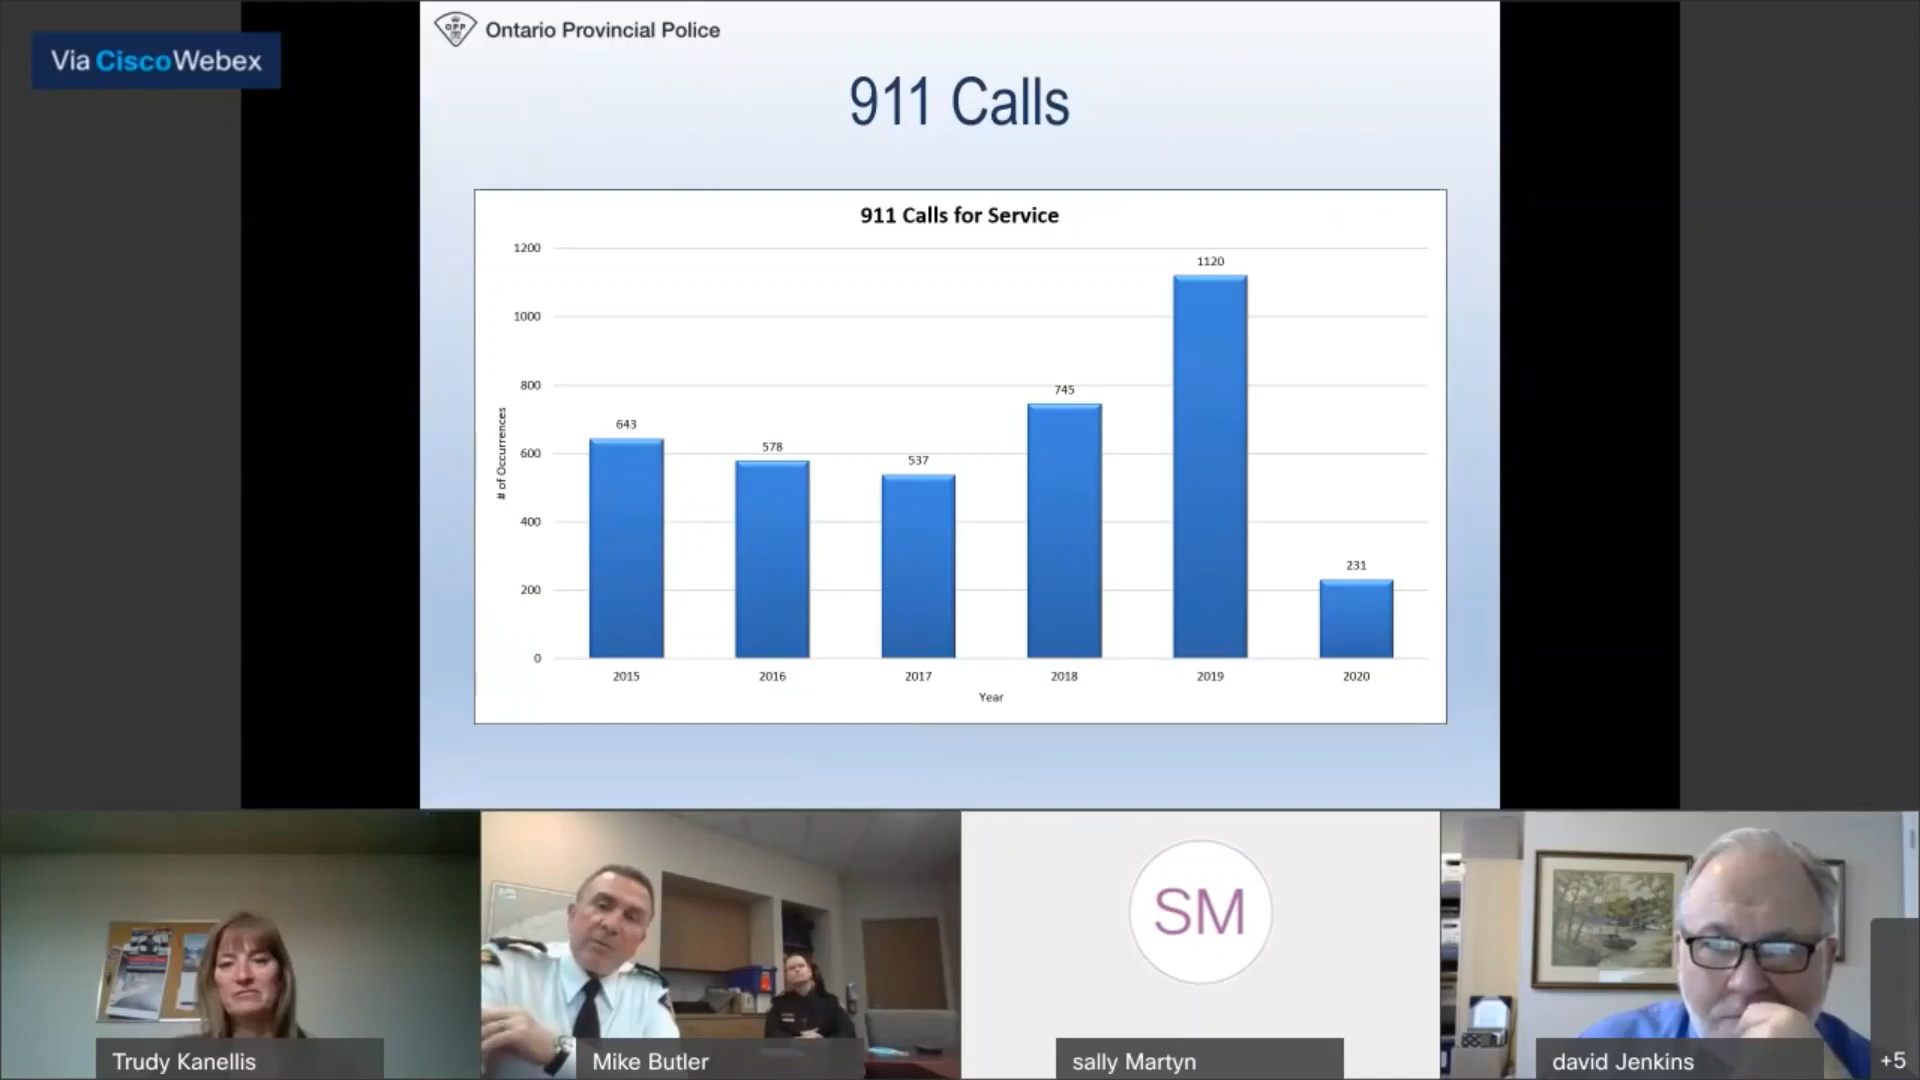 Via CiscoWebex
OPP
Ontario Provincial Police
911 Calls
911 Calls for Service
1200
1000
800
600
400
200
0
# of Occurrences
643
578
537
745
1120
231
2015
2016
2017
2018
2019
2020
Year
SM
Trudy Kanellis
Mike Butler
sally Martyn
david Jenkins
+5